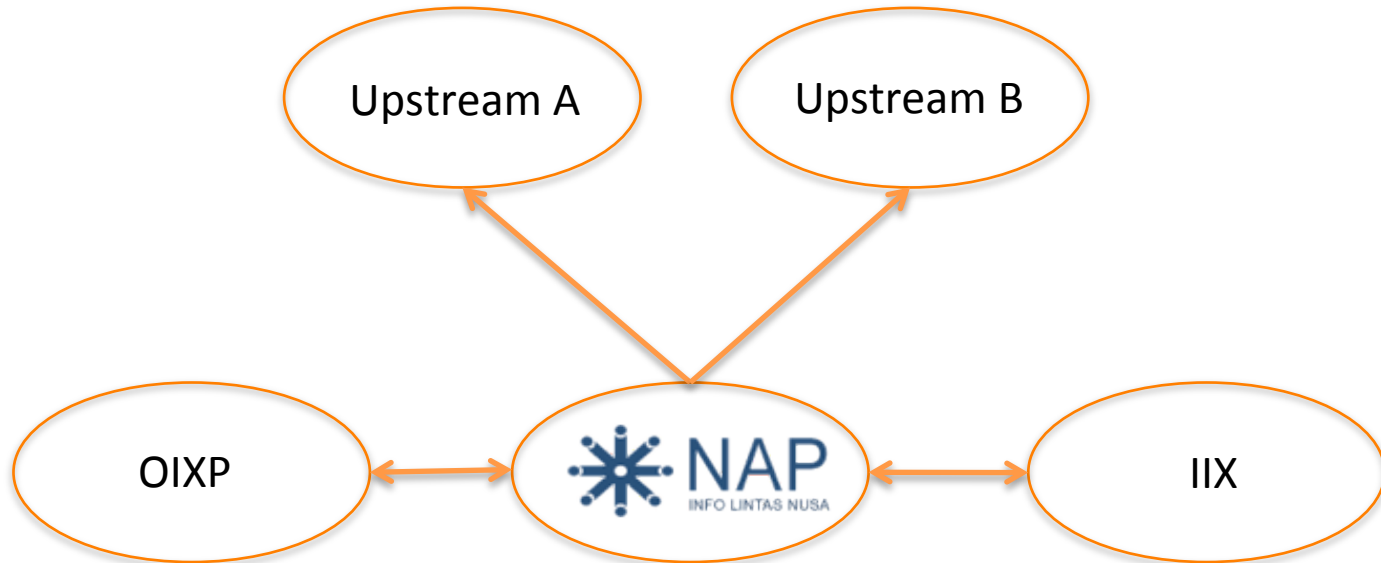 Upstream A
Upstream B
OIXP
NAP
INFO LINTAS NUSA
IIX